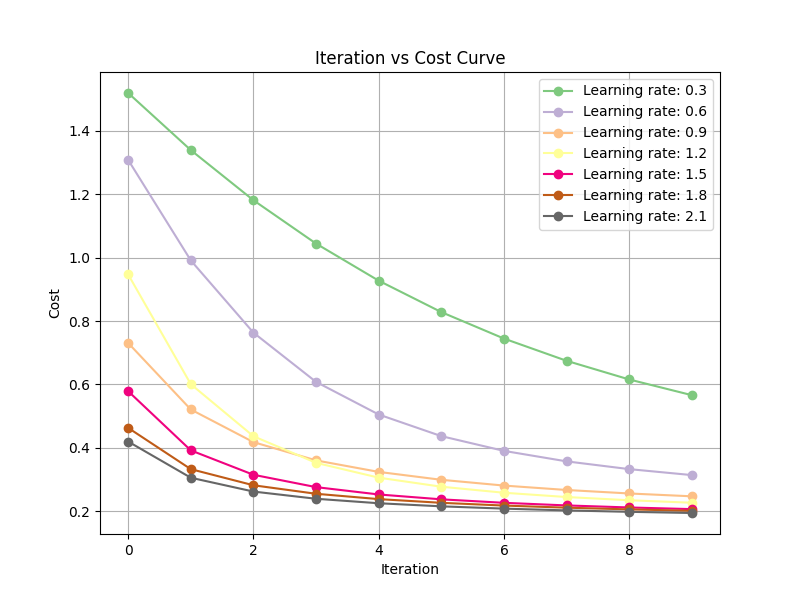 Iteration vs Cost Curve
Learning rate: 0.3
Learning rate: 0.6
Learning rate: 0.9
Learning rate: 1.2
Learning rate: 1.5
Learning rate: 1.8
Learning rate: 2.1
Cost
1.4
1.2
1.0
0.8
0.6
0.4
0.2
0 2 4 6 8
Iteration